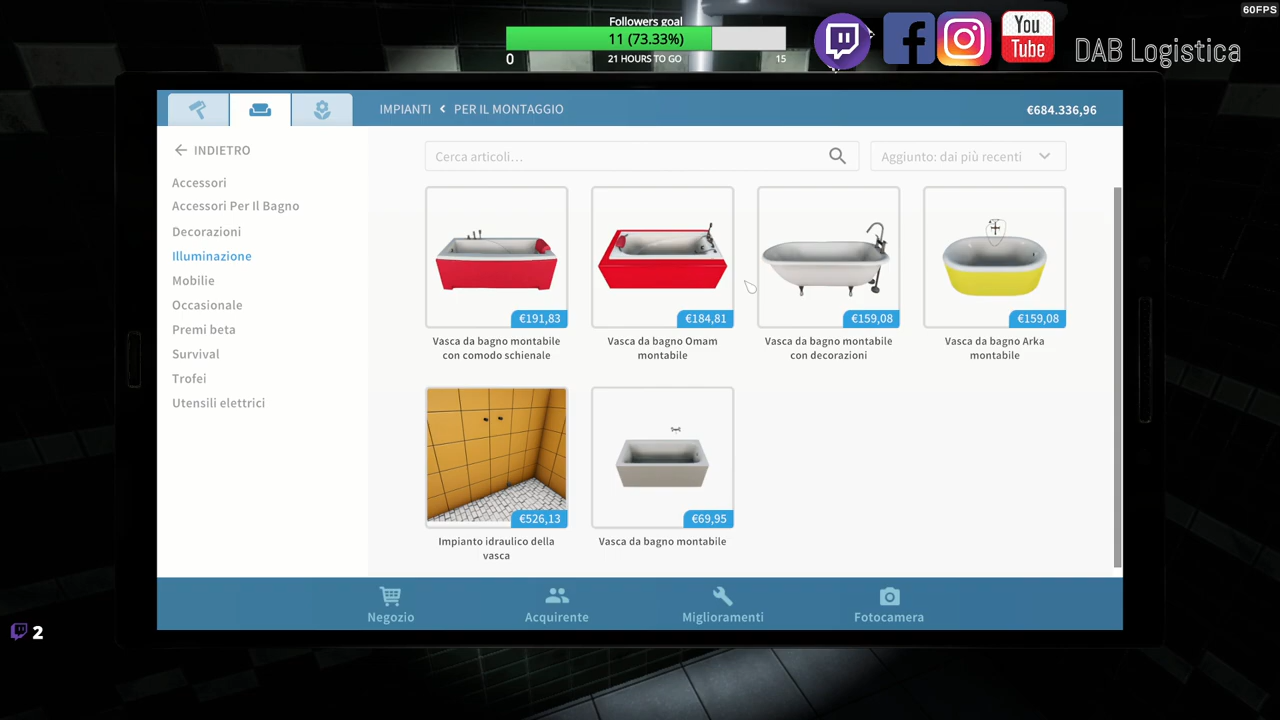 60FPS
Followers goal
11 (73.33%)
0
21 HOURS TO GO
15
You
Tube
DAB Logistica
IMPIANTI < PER IL MONTAGGIO
€684.336,96
INDIETRO
Accessori
Accessori Per Il Bagno
Decorazioni
Illuminazione
Mobilie
Occasionale
Premi beta
Survival
Trofei
Utensili elettrici
Cerca articoli...
Aggiunto: dai più recenti
€191,83
Vasca da bagno montabile
con comodo schienale
€184,81
Vasca da bagno Omam
montabile
€159,08
Vasca da bagno montabile
con decorazioni
€159,08
Vasca da bagno Arka
montabile
€526,13
Impianto idraulico della
vasca
€69,95
Vasca da bagno montabile
Negozio
Acquirente
Miglioramenti
Fotocamera
2